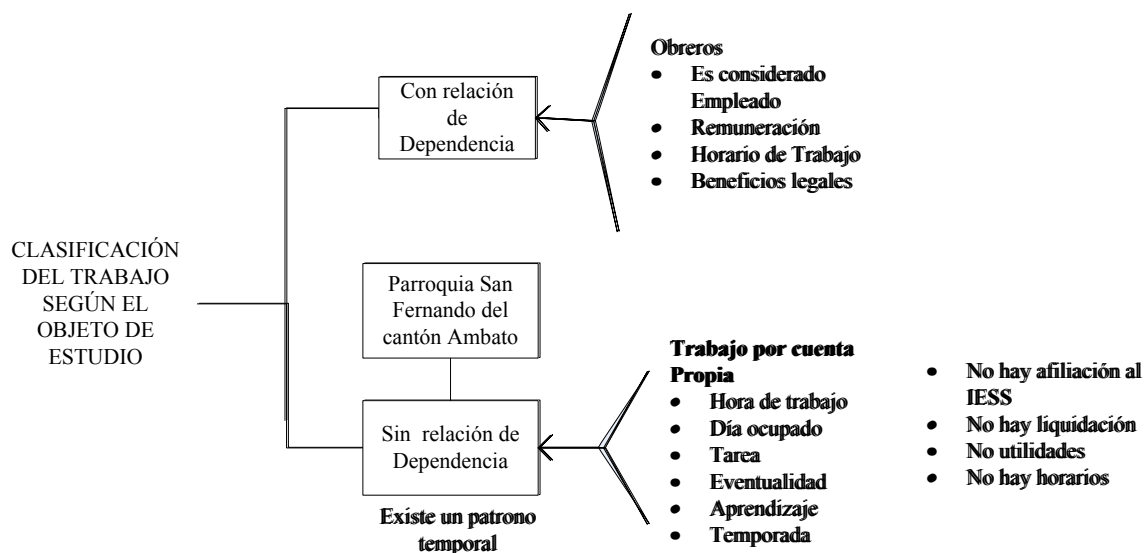 CLASIFICACIÓN
DEL TRABAJO
SEGÚN EL
OBJETO DE
ESTUDIO
Con relación
de
Dependencia
Obreros
• Es considerado
Empleado
• Remuneración
• Horario de Trabajo
• Beneficios legales
Parroquia San
Fernando del
cantón Ambato
Sin relación de
Dependencia
Existe un patrono
temporal
Trabajo por cuenta
Propia
• Hora de trabajo
• Día ocupado
• Tarea
• Eventualidad
• Aprendizaje
• Temporada
• No hay afiliación al
IESS
• No hay liquidación
• No utilidades
• No hay horarios